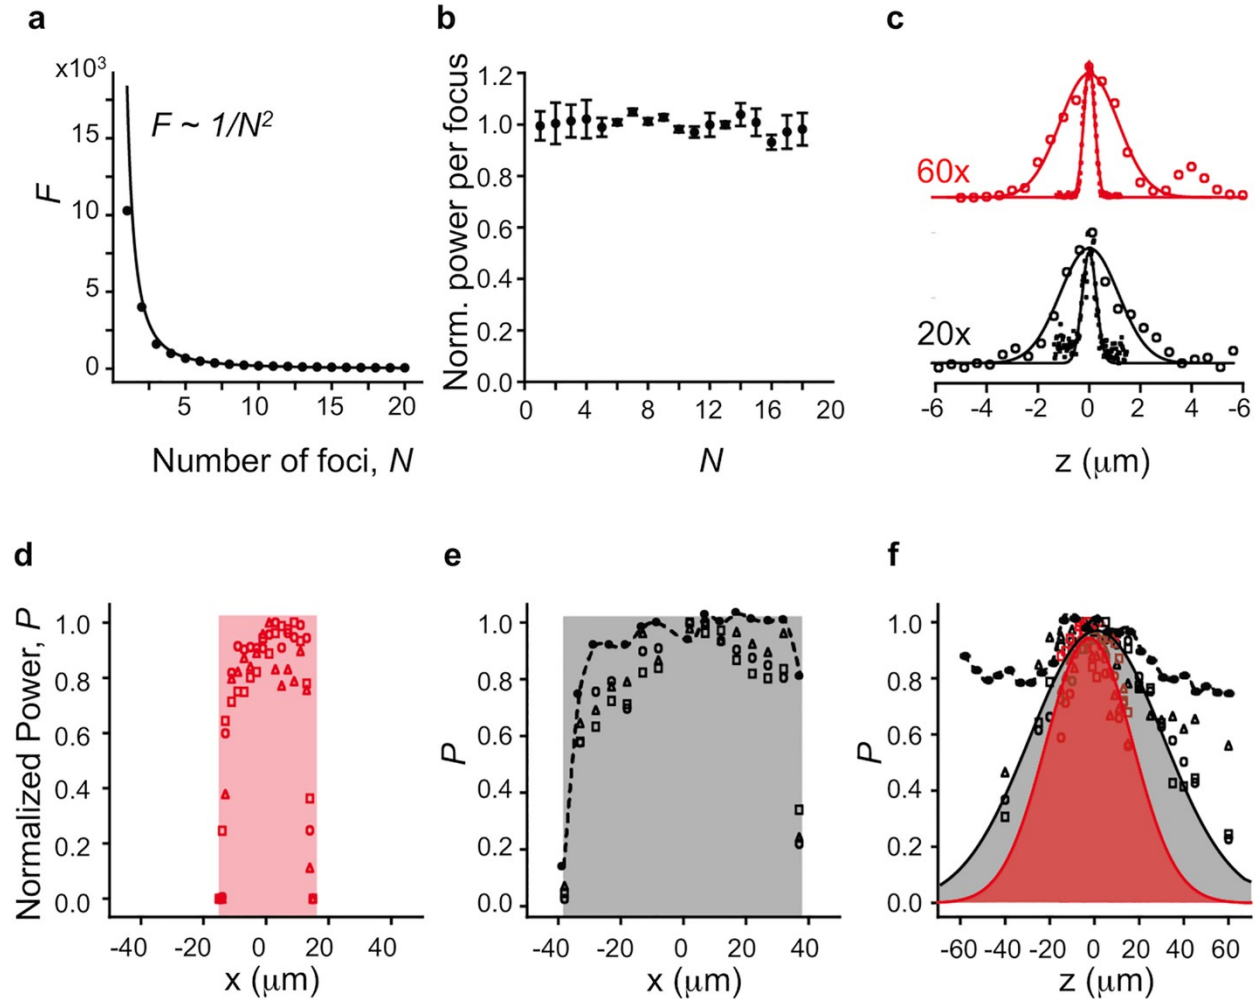 a
x10³
F ~ 1/N²
15
10
5
0
F
5 10 15 20
Number of foci, N
b
Norm. power per focus
1.2
1.0
0.8
0.6
0.4
0.2
0.0
0 4 8 12 16 20
N
c
60x
20x
-6 -4 -2 0 2 4 -6
z (μm)
d
Normalized Power, P
1.0
0.8
0.6
0.4
0.2
0.0
-40 -20 0 20 40
x (μm)
e
P
1.0
0.8
0.6
0.4
0.2
0.0
-40 -20 0 20 40
x (μm)
f
P
1.0
0.8
0.6
0.4
0.2
0.0
-60 -40 -20 0 20 40 60
z (μm)